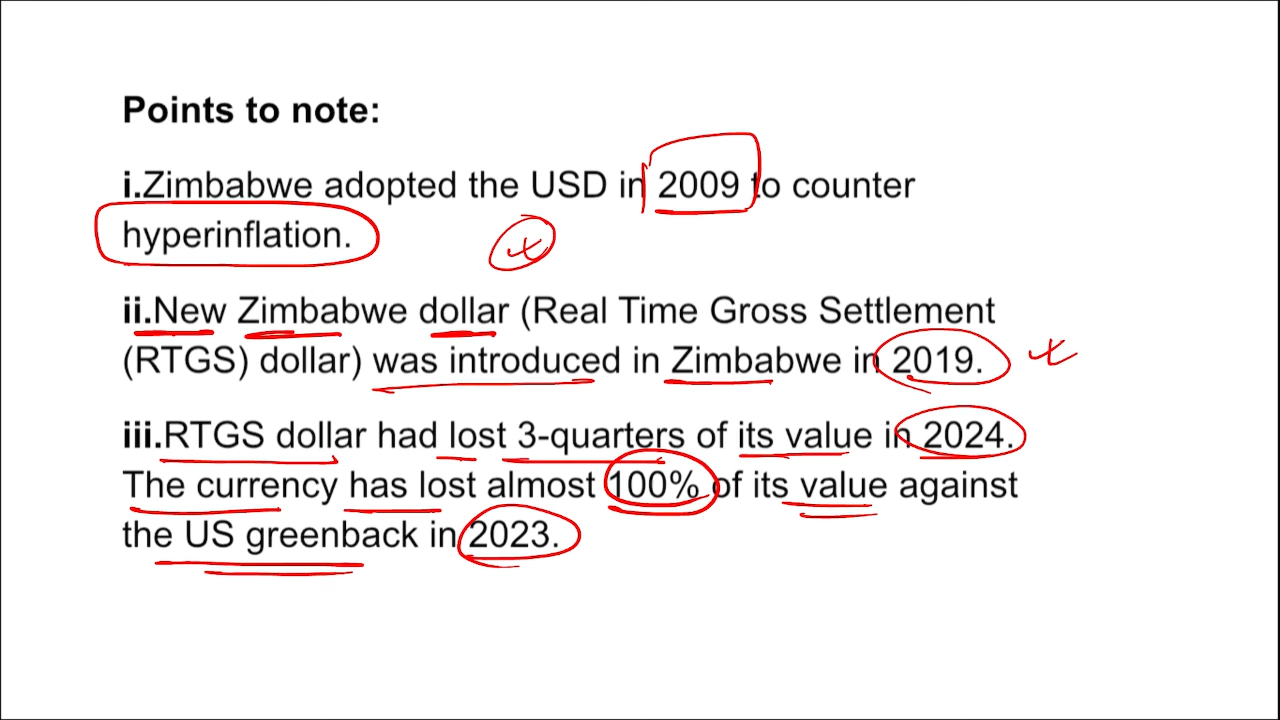 Points to note:
i.Zimbabwe adopted the USD in 2009 to counter
hyperinflation.
ii.New Zimbabwe dollar (Real Time Gross Settlement
(RTGS) dollar) was introduced in Zimbabwe in 2019.
iii.RTGS dollar had lost 3-quarters of its value in 2024.
The currency has lost almost 100% of its value against
the US greenback in 2023.